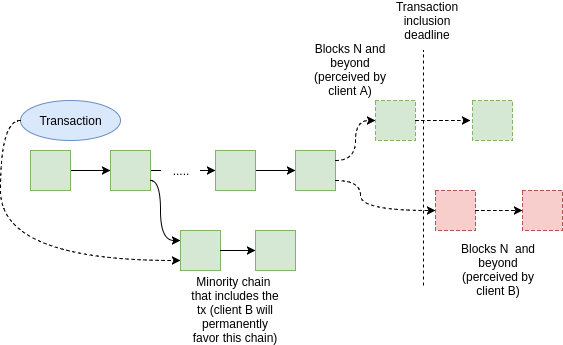 Transaction
inclusion
deadline
Blocks N and
beyond
(perceived by
client A)
Transaction
.....
Blocks N  and
beyond
(perceived by
client B)
Minority chain
that includes the
tx (client B will
permanently
favor this chain)